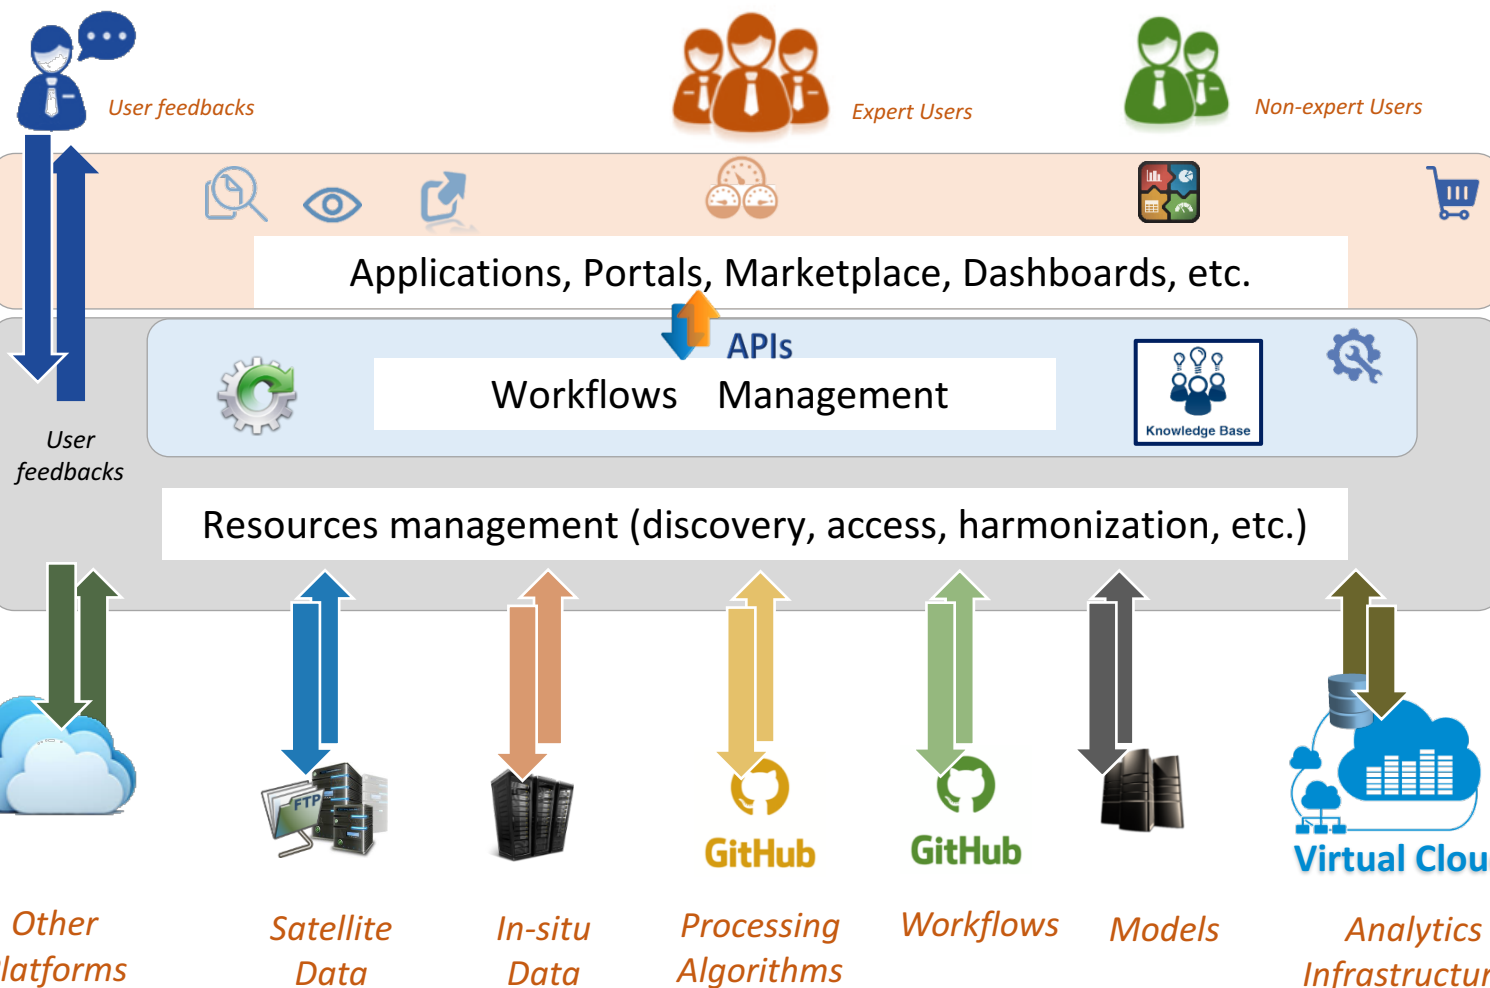 User feedbacks
Expert Users
Non-expert Users
Applications, Portals, Marketplace, Dashboards, etc.
APIs
Workflows Management
Knowledge Base
User
feedbacks
Resources management (discovery, access, harmonization, etc.)
FTP
GitHub
GitHub
Virtual Clou
Other
Platforms
Satellite
Data
In-situ
Data
Processing
Algorithms
Workflows
Models
Analytics
Infrastructur